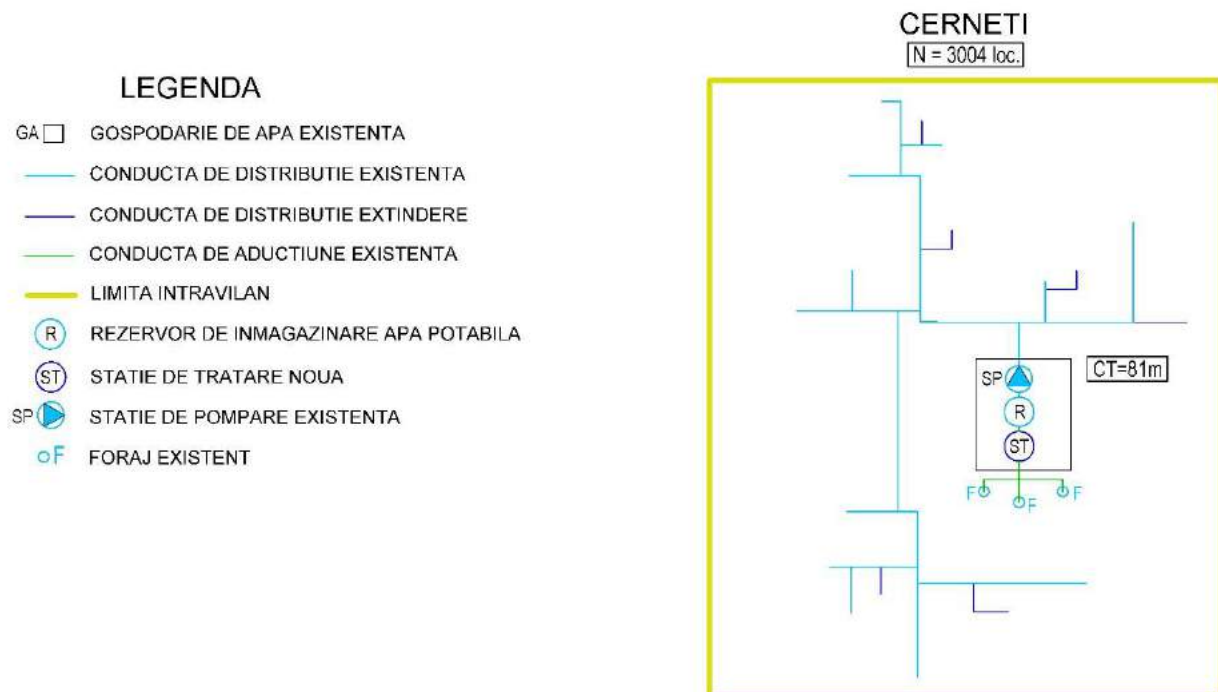 CERNETI
N = 3004 loc.
LEGENDA
GA GOSPODARIE DE APA EXISTENTA
CONDUCTA DE DISTRIBUTIE EXISTENTA
CONDUCTA DE DISTRIBUTIE EXTINDERE
CONDUCTA DE ADUCTIUNE EXISTENTA
LIMITA INTRAVILAN
R REZERVOR DE INMAGAZINARE APA POTABILA
ST STATIE DE TRATARE NOUA
SP STATIE DE POMPARE EXISTENTA
F FORAJ EXISTENT
SP
CT=81m
R
ST
F
F
F